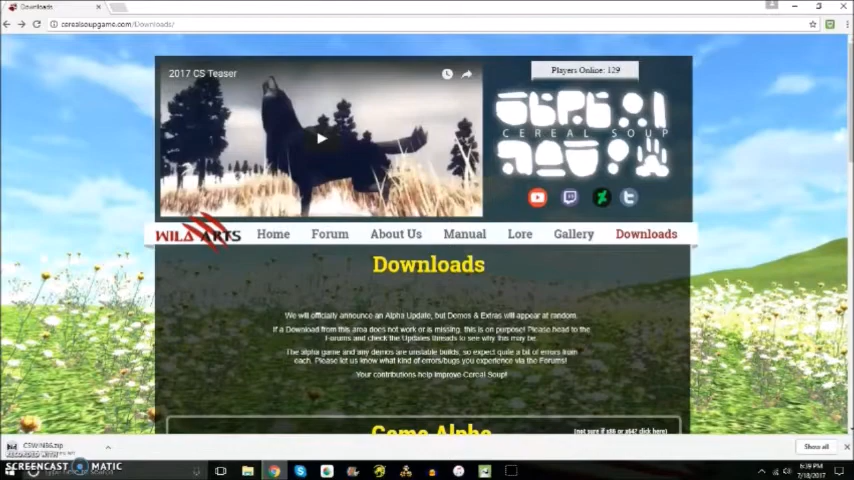 Downloads
cerealsoupgame.com/Downloads/
2017 CS Teaser
Players Online: 129
CEREAL SOUP
WILD ARTS
Home Forum About Us Manual Lore Gallery Downloads
Downloads
We will officially announce an Alpha Update, but Demos & Extras will appear at random.
If a Download from this area does not work or is missing, this is on purpose! Please head to the
Forums and check the Updates threads to see why this may be.
The alpha game and any demos are unstable builds, so expect quite a bit of errors from
each. Please let us know what kind of errors/bugs you experience via the Forums!
Your contributions help improve Cereal Soup!
Game Alpha
(not sure if x86 or x64? click here)
Show all
RECORDED WITH
SCREENCAST MATIC
6:39 PM
7/18/2017